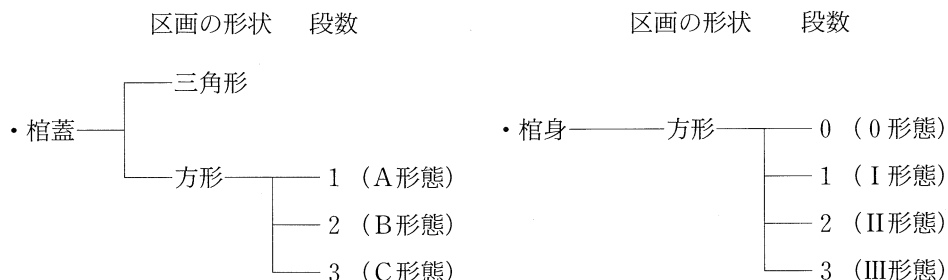 区画の形状 段数
三角形
・棺蓋
方形 1 (A形態)
2 (B形態)
3 (C形態)
区画の形状 段数
・棺身 方形 0 (0形態)
1 (I形態)
2 (II形態)
3 (III形態)